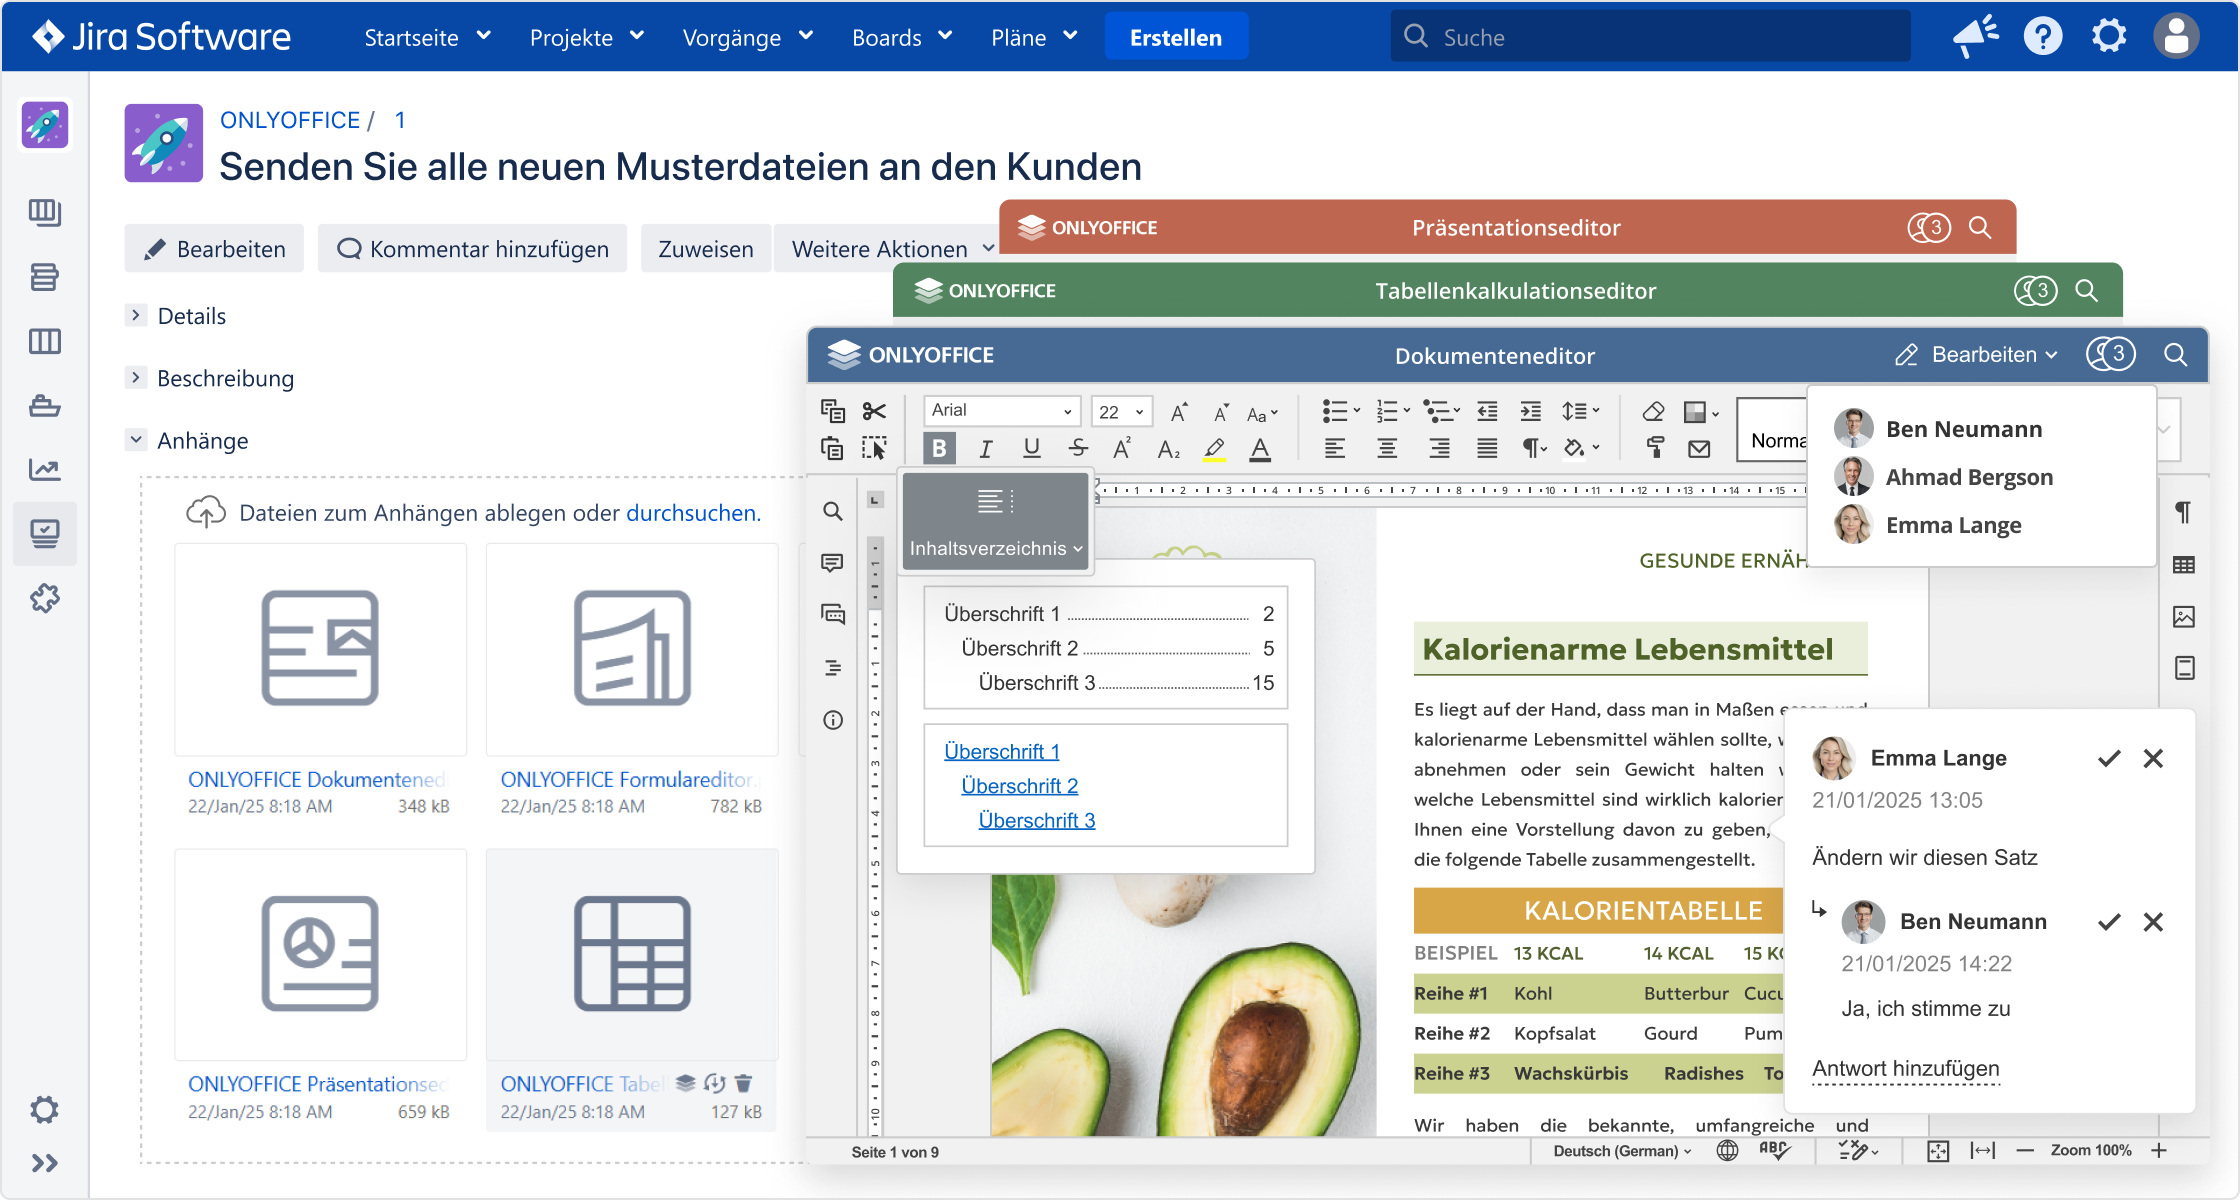 Jira Software
Startseite
Projekte
Vorgänge
Boards
Pläne
Erstellen
Suche
ONLYOFFICE / 1
Senden Sie alle neuen Musterdateien an den Kunden
Bearbeiten
Kommentar hinzufügen
Zuweisen
Weitere Aktionen
Details
Beschreibung
Anhänge
Dateien zum Anhängen ablegen oder durchsuchen.
ONLYOFFICE Dokumentened
22/Jan/25 8:18 AM 348 kB
ONLYOFFICE Formulareditor.
22/Jan/25 8:18 AM 782 kB
ONLYOFFICE Präsentationsed
22/Jan/25 8:18 AM 659 kB
ONLYOFFICE Tabel
22/Jan/25 8:18 AM 127 kB
ONLYOFFICE
Präsentationseditor
3
ONLYOFFICE
Tabellenkalkulationseditor
3
ONLYOFFICE
Dokumenteneditor
Bearbeiten
3
Arial
22
Norma
Ben Neumann
Ahmad Bergson
Emma Lange
Inhaltsverzeichnis
Überschrift 1 2
Überschrift 2 5
Überschrift 3 15
Überschrift 1
Überschrift 2
Überschrift 3
GESUNDE ERNÄH
Kalorienarme Lebensmittel
Es liegt auf der Hand, dass man in Maßen essen und
kalorienarme Lebensmittel wählen sollte,
abnehmen oder sein Gewicht halten
welche Lebensmittel sind wirklich kalorien
Ihnen eine Vorstellung davon zu geben,
die folgende Tabelle zusammengestellt.
KALORIENTABELLE
BEISPIEL 13 KCAL 14 KCAL 15 KC
Reihe #1 Kohl Butterbur Cucu
Reihe #2 Kopfsalat Gourd Pum
Reihe #3 Wachskürbis Radishes To
Wir haben die bekannte, umfangreiche und
Emma Lange
21/01/2025 13:05
Ändern wir diesen Satz
Ben Neumann
21/01/2025 14:22
Ja, ich stimme zu
Antwort hinzufügen
Seite 1 von 9
Deutsch (German)
Zoom 100%